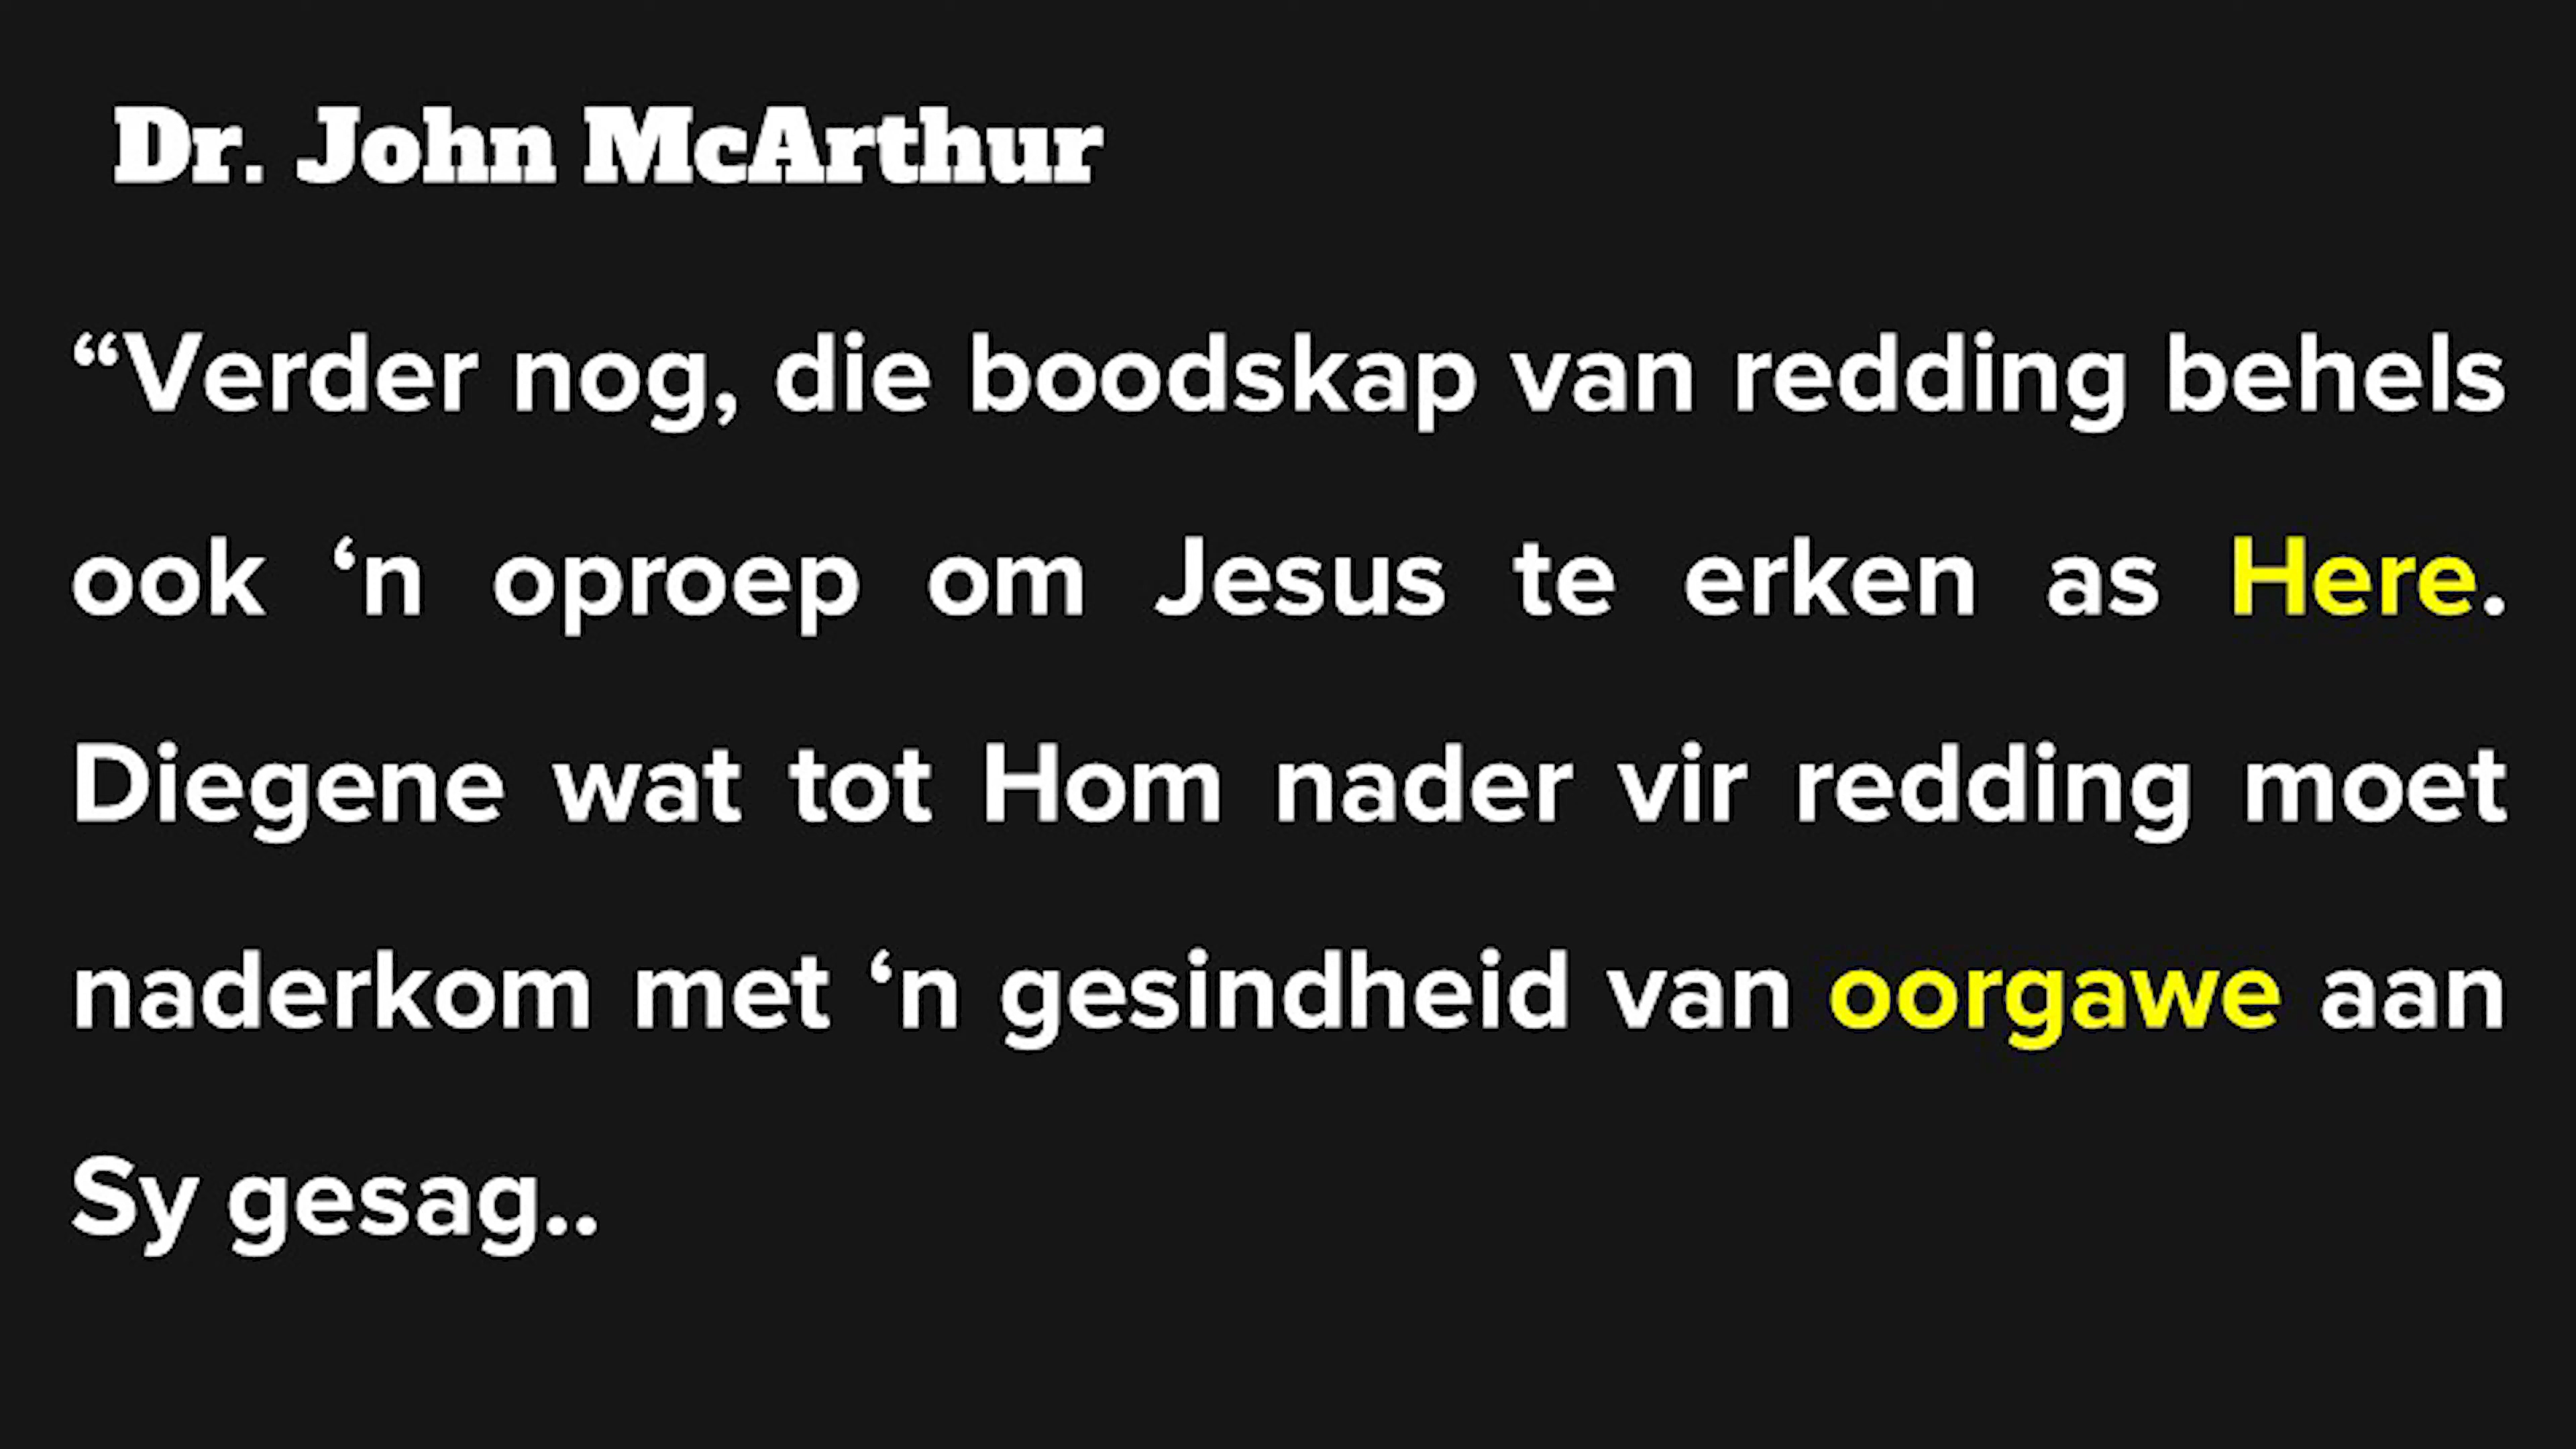 Dr. John McArthur
“Verder nog, die boodskap van redding behels
ook ‘n oproep om Jesus te erken as Here.
Diegene wat tot Hom nader vir redding moet
naderkom met ‘n gesindheid van oorgawe aan
Sy gesag..